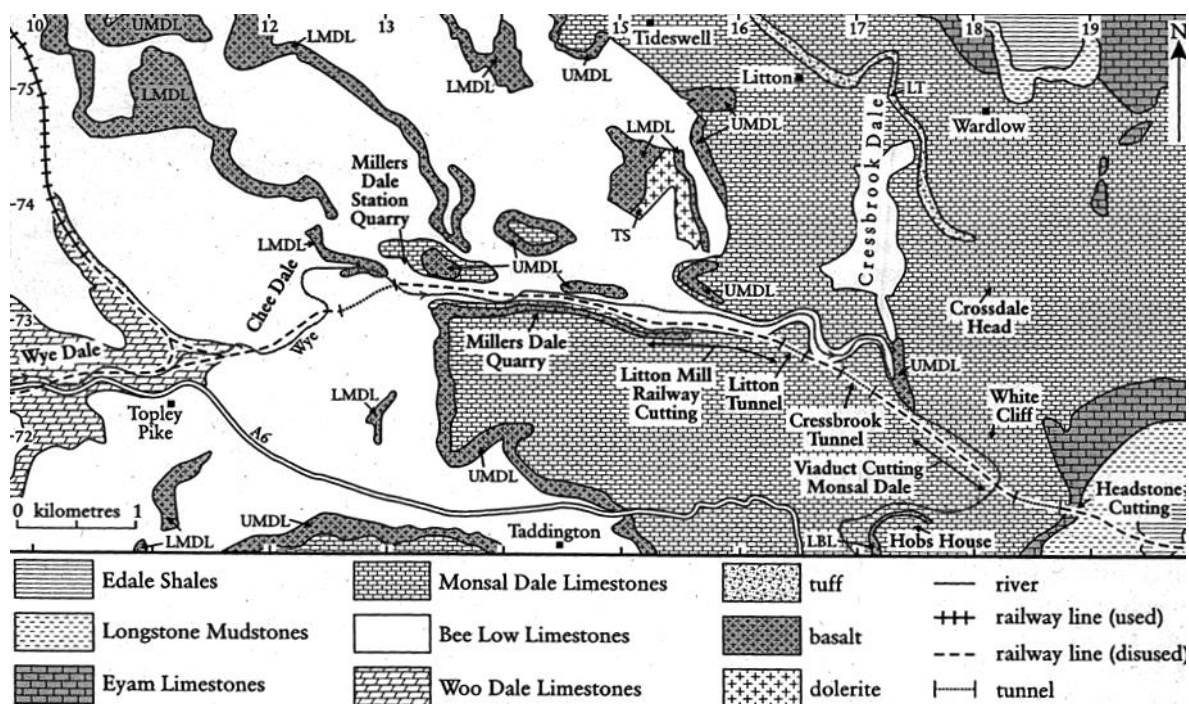 10
12
13
15
16
17
18
19
N
UMDL
LMDL
LMDL
UMDL
LMDL
UMDL
Tideswell
Litton
LT
Wardlow
75
LMDL
UMDL
Millers
Dale
Station
Quarry
74
LMDL
TS
Cressbrook Dale
UMDL
UMDL
Chee Dale
Crossdale
Head
73
Wye Dale
Wye
Millers Dale
Quarry
Litton Mill
Railway
Cutting
Litton
Tunnel
UMDL
Cressbrook
Tunnel
White
Cliff
Topley
Pike
LMDL
72
A6
UMDL
Viaduct Cutting
Monsal Dale
Headstone
Cutting
0 kilometres 1
LMDL
UMDL
Taddington
LBL
Hobs House
Edale Shales
Longstone Mudstones
Eyam Limestones
Monsal Dale Limestones
Bee Low Limestones
Woo Dale Limestones
tuff
basalt
dolerite
river
railway line (used)
railway line (disused)
tunnel